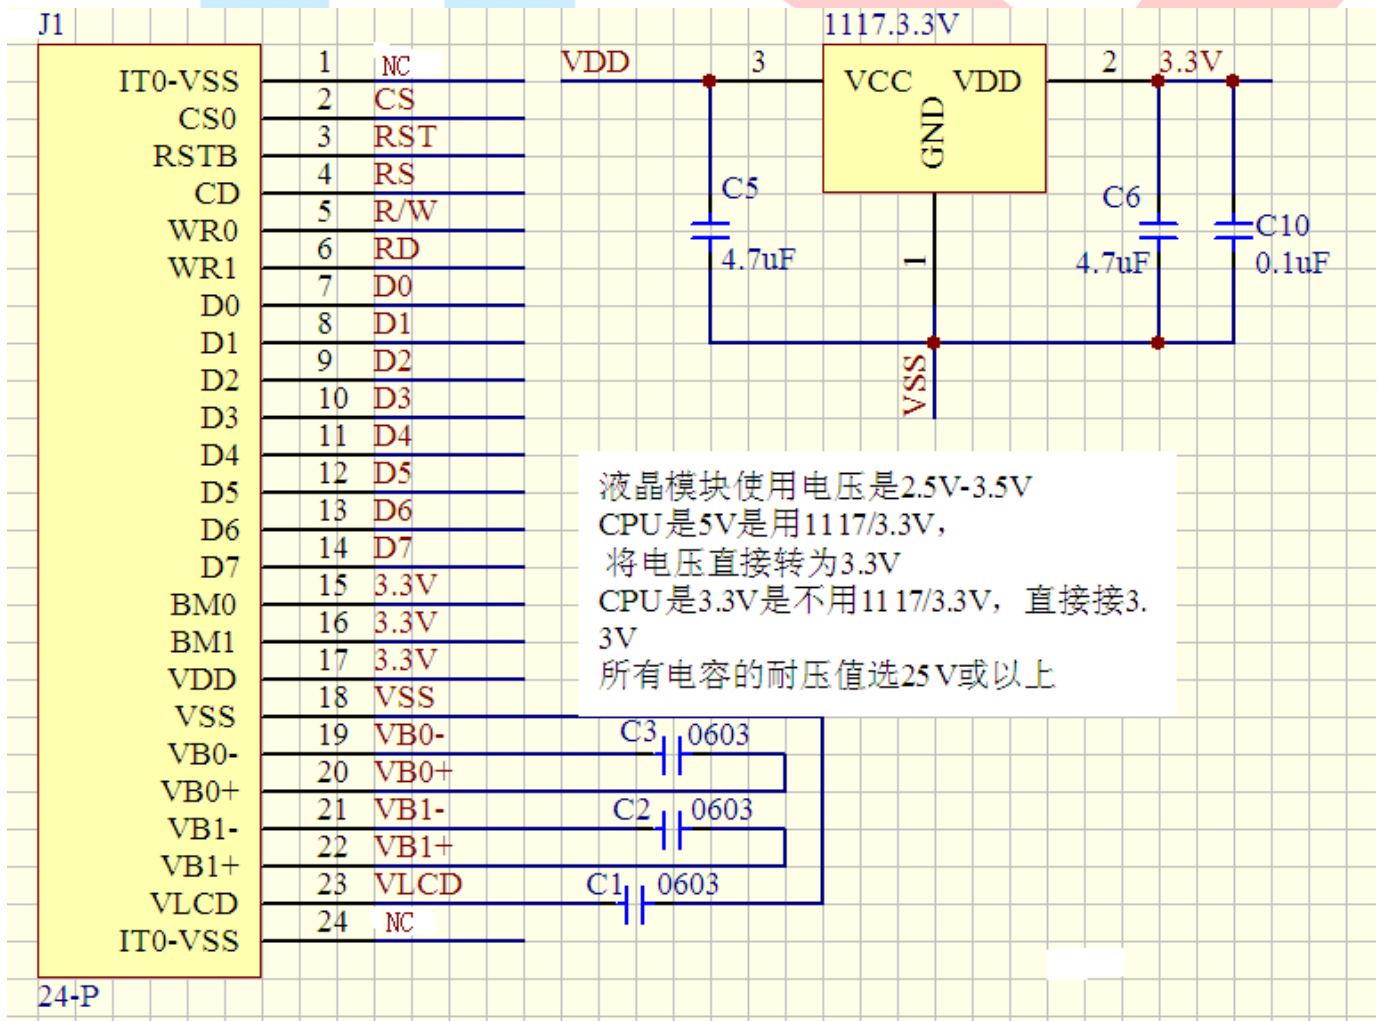 J1
IT0-VSS 1 NC
CS0 2 CS
RSTB 3 RST
CD 4 RS
WR0 5 R/W
WR1 6 RD
D0 7 D0
D1 8 D1
D2 9 D2
D3 10 D3
D4 11 D4
D5 12 D5
D6 13 D6
D7 14 D7
BM0 15 3.3V
BM1 16 3.3V
VDD 17 3.3V
VSS 18 VSS
VB0- 19 VB0-
VB0+ 20 VB0+
VB1- 21 VB1-
VB1+ 22 VB1+
VLCD 23 VLCD
IT0-VSS 24 NC
24-P
C3 0603
C2 0603
C1 0603
1117.3.3V
VDD 3 VCC VDD 2 3.3V
GND
C5
4.7uF
1
C6
4.7uF
C10
0.1uF
VSS
液晶模块使用电压是2.5V-3.5V
CPU是5V是用1117/3.3V,
将电压直接转为3.3V
CPU是3.3V是不用1117/3.3V，直接接3.
3V
所有电容的耐压值选25V或以上